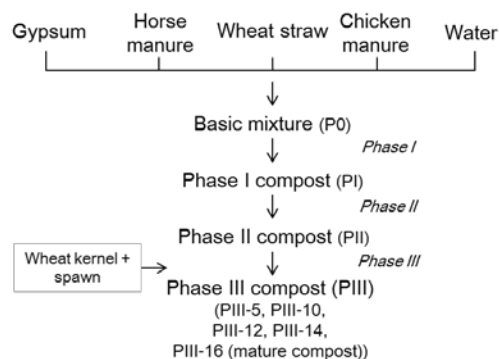 Gypsum
Horse
manure
Wheat straw
Chicken
manure
Water
Basic mixture (P0)
Phase I
Phase I compost (PI)
Phase II
Phase II compost (PII)
Phase III
Wheat kernel +
spawn
Phase III compost (PIII)
(PIII-5, PIII-10,
PIII-12, PIII-14,
PIII-16 (mature compost))